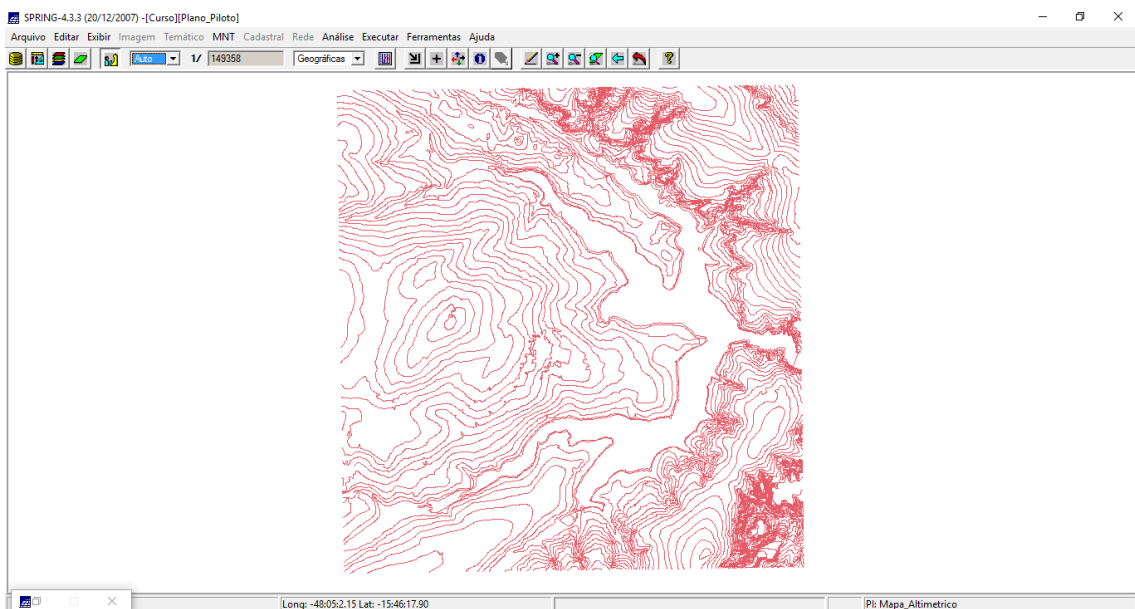 SPRING-4.3.3 (20/12/2007) -[Curso][Plano_Piloto]
Arquivo Editar Exibir Imagem Temático MNT Cadastral Rede Análise Executar Ferramentas Ajuda
Auto 1/ 149358 Geográficas
Long: -48:05:2.15 Lat: -15:46:17.90 PI: Mapa_Altimetrico